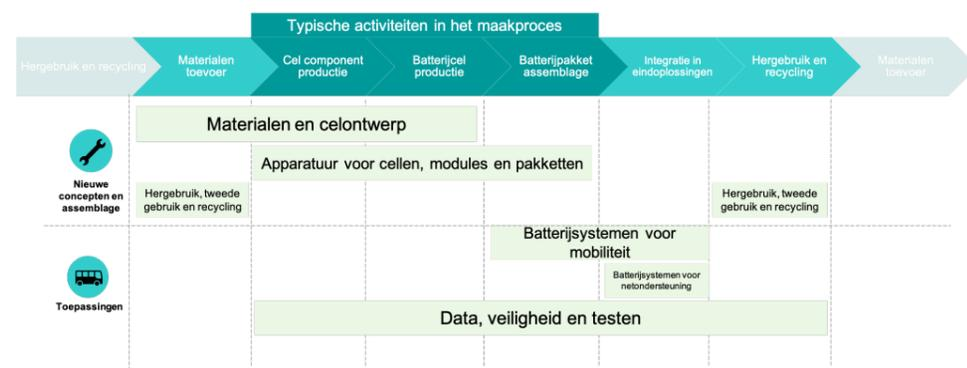 Typische activiteiten in het maakproces
Hergebruik en recycling
Materialen
toevoer
Cel component
productie
Batterijcel
productie
Batterijpakket
assemblage
Integratie in
eindoplossingen
Hergebruik en
recycling
Materialen
toevoer
Materialen en celontwerp
Apparatuur voor cellen, modules en pakketten
Nieuwe
concepten en
assemblage
Hergebruik, tweede
gebruik en recycling
Hergebruik, tweede
gebruik en recycling
Batterijsystemen voor
mobiliteit
Batterijsystemen voor
netondersteuning
Toepassingen
Data, veiligheid en testen